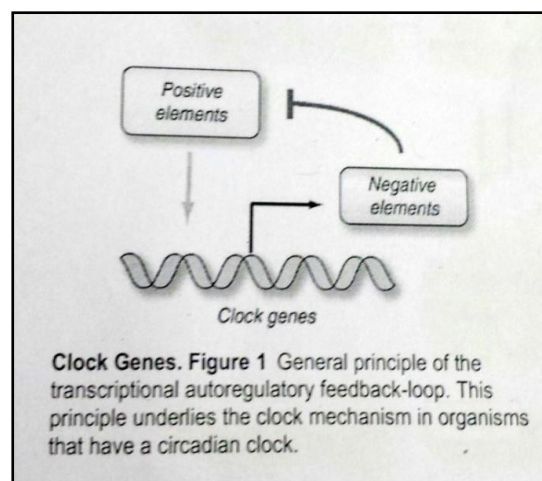 Positive
elements
Negative
elements
Clock genes
Clock Genes. Figure 1 General principle of the
transcriptional autoregulatory feedback-loop. This
principle underlies the clock mechanism in organisms
that have a circadian clock.